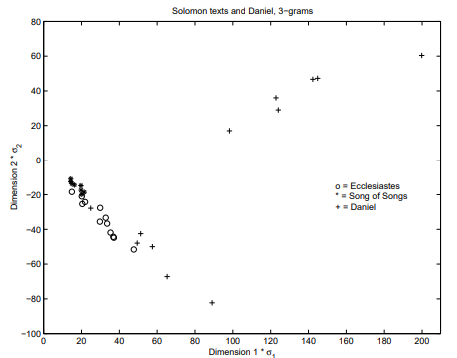 Solomon texts and Daniel, 3−grams
80
60
40
20
0
−20
−40
−60
−80
−100
0 20 40 60 80 100 120 140 160 180 200
Dimension 2 * σ2
Dimension 1 * σ1
o = Ecclesiastes
* = Song of Songs
+ = Daniel